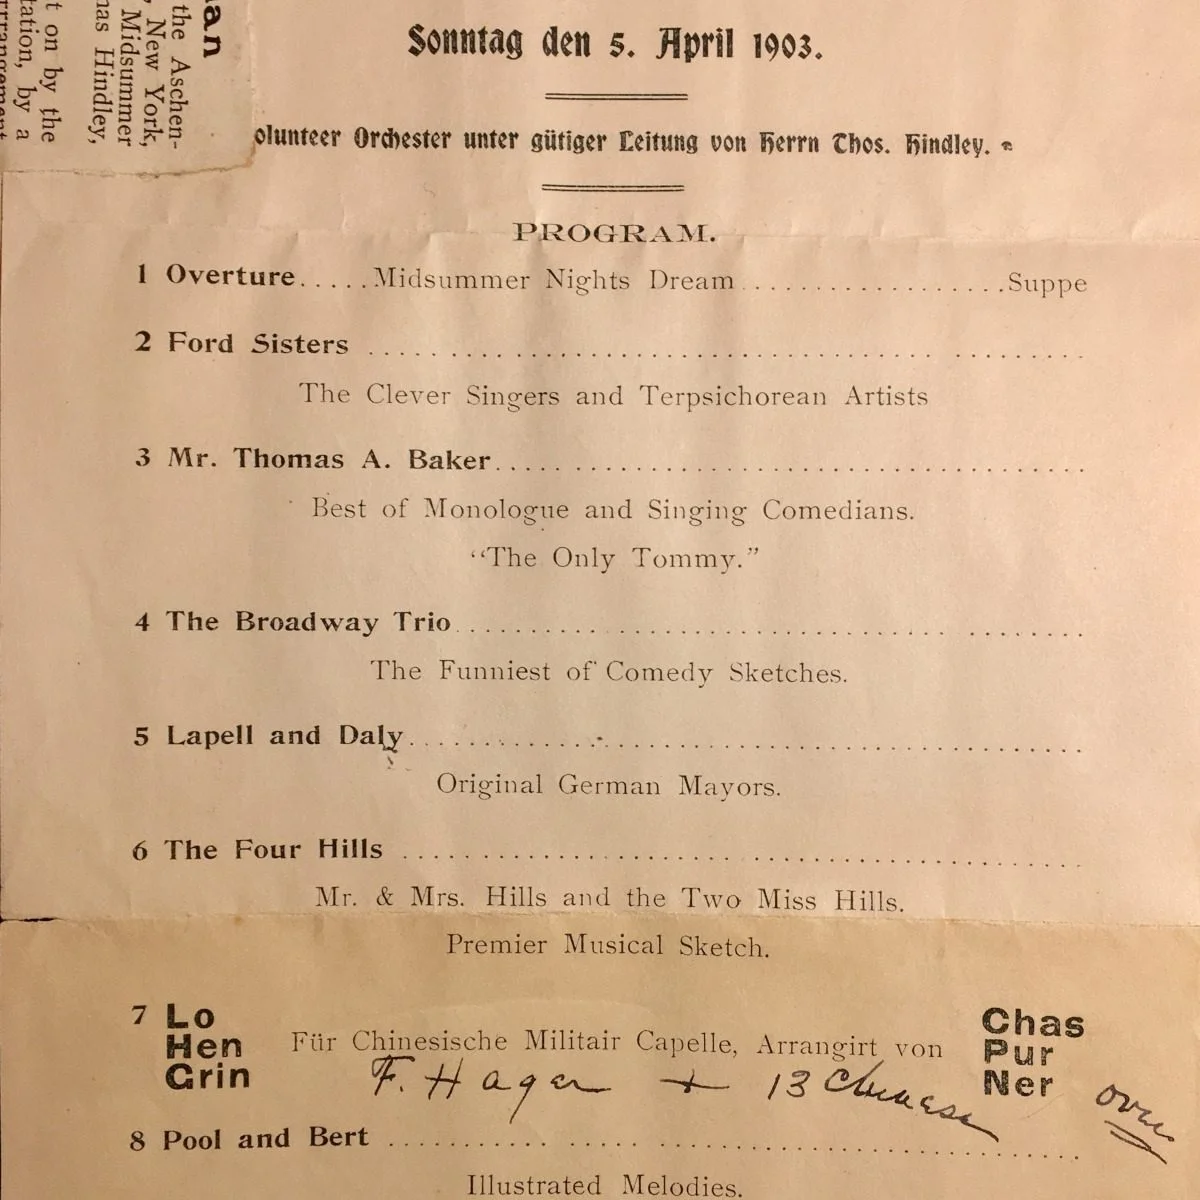 an
the Aschen-
, New York,
Midsummer
nas Hindley,
t on by the
tation, by a
rrrangement
Sonntag den 5. April 1903.
olunteer Orchester unter gütiger Leitung von Herrn Thos. Hindley.
PROGRAM.
1 Overture.....Midsummer Nights Dream..................Suppe
2 Ford Sisters
The Clever Singers and Terpsichorean Artists
3 Mr. Thomas A. Baker
Best of Monologue and Singing Comedians.
“The Only Tommy.”
4 The Broadway Trio
The Funniest of Comedy Sketches.
5 Lapell and Daly
Original German Mayors.
6 The Four Hills
Mr. & Mrs. Hills and the Two Miss Hills.
Premier Musical Sketch.
7 Lo Hen Grin Für Chinesische Militair Capelle, Arrangirt von Chas Pur Ner
F. Hager + 13 Chinese
over
8 Pool and Bert
Illustrated Melodies.